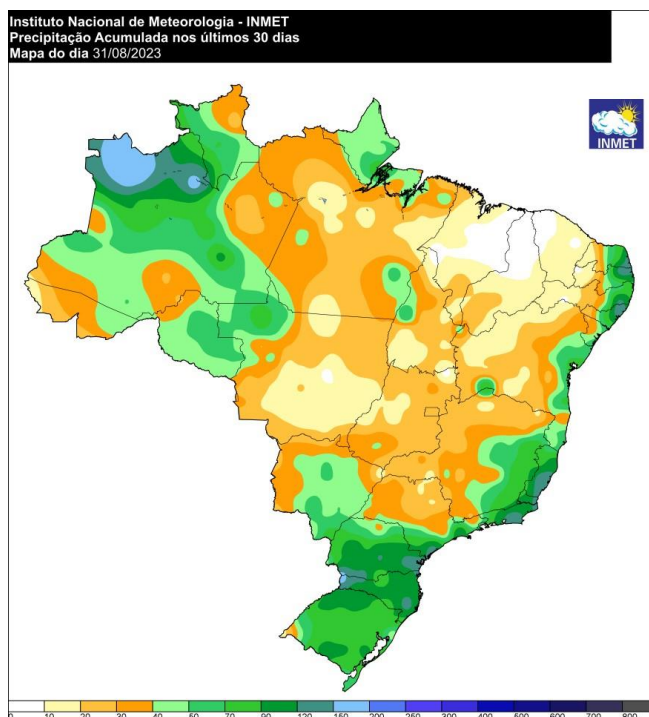 Instituto Nacional de Meteorologia - INMET
Precipitação Acumulada nos últimos 30 dias
Mapa do dia 31/08/2023
INMET
0 10 20 30 40 50 70 90 120 150 200 250 300 400 500 600 700 800